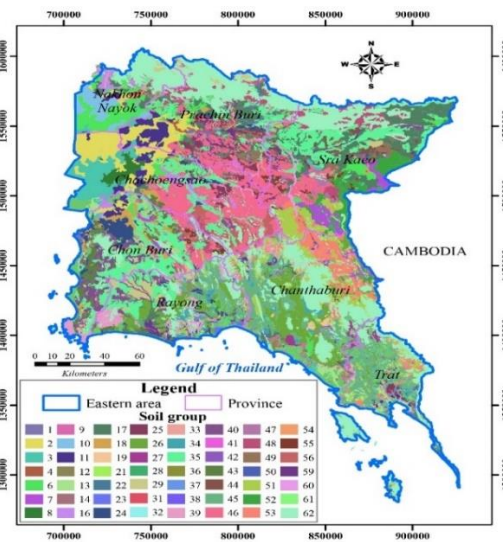 700000 750000 800000 850000 900000
N
W E
S
1600000
1550000
1500000
1450000
1400000
1350000
1300000
Nakhon
Nayok
Prachin Buri
Sra Kaeo
Chachoengsao
CAMBODIA
Chon Buri
Chanthaburi
Rayong
0 10 20 40 60
Kilometers
Gulf of Thailand
Trat
Legend
Eastern area Province
Soil group
1 9 17 25 33 40 47 54
2 10 18 26 34 41 48 55
3 11 19 27 35 42 49 56
4 12 21 28 36 43 50 59
6 13 22 29 37 44 51 60
7 14 23 31 38 45 52 61
8 16 24 32 39 46 53 62
700000 750000 800000 850000 900000